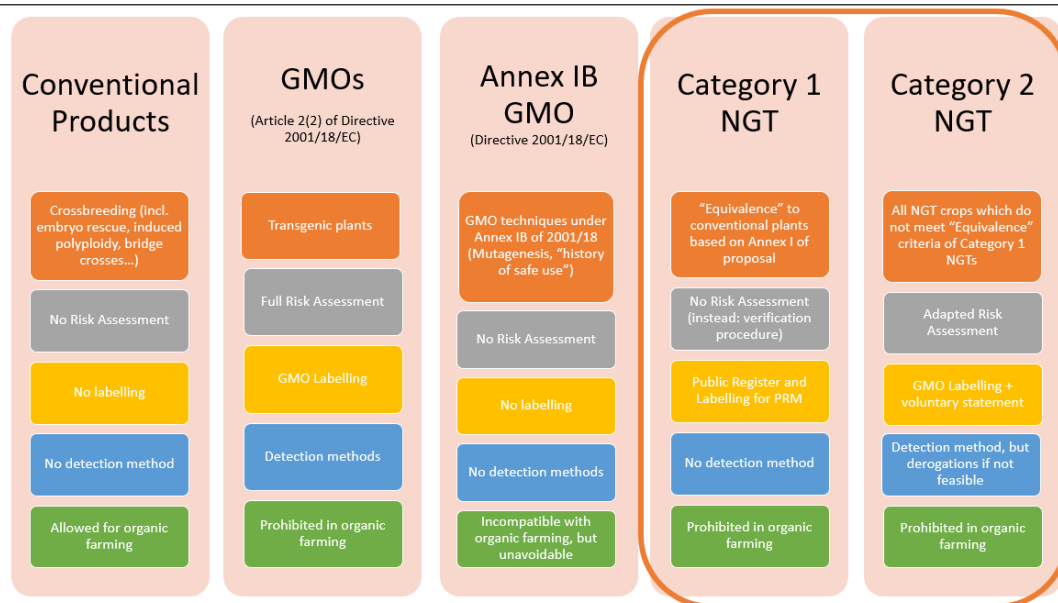 Conventional
Products
Crossbreeding (incl.
embryo rescue, induced
polyploidy, bridge
crosses…)
No Risk Assessment
No labelling
No detection method
Allowed for organic
farming
GMOs
(Article 2(2) of Directive
2001/18/EC)
Transgenic plants
Full Risk Assessment
GMO Labelling
Detection methods
Prohibited in organic
farming
Annex IB
GMO
(Directive 2001/18/EC)
GMO techniques under
Annex IB of 2001/18
(Mutagenesis, “history
of safe use”)
No Risk Assessment
No labelling
No detection methods
Incompatible with
organic farming, but
unavoidable
Category 1
NGT
“Equivalence” to
conventional plants
based on Annex I of
proposal
No Risk Assessment
(instead: verification
procedure)
Public Register and
Labelling for PRM
No detection method
Prohibited in organic
farming
Category 2
NGT
All NGT crops which do
not meet “Equivalence”
criteria of Category 1
NGTs
Adapted Risk
Assessment
GMO Labelling +
voluntary statement
Detection method, but
derogations if not
feasible
Prohibited in organic
farming